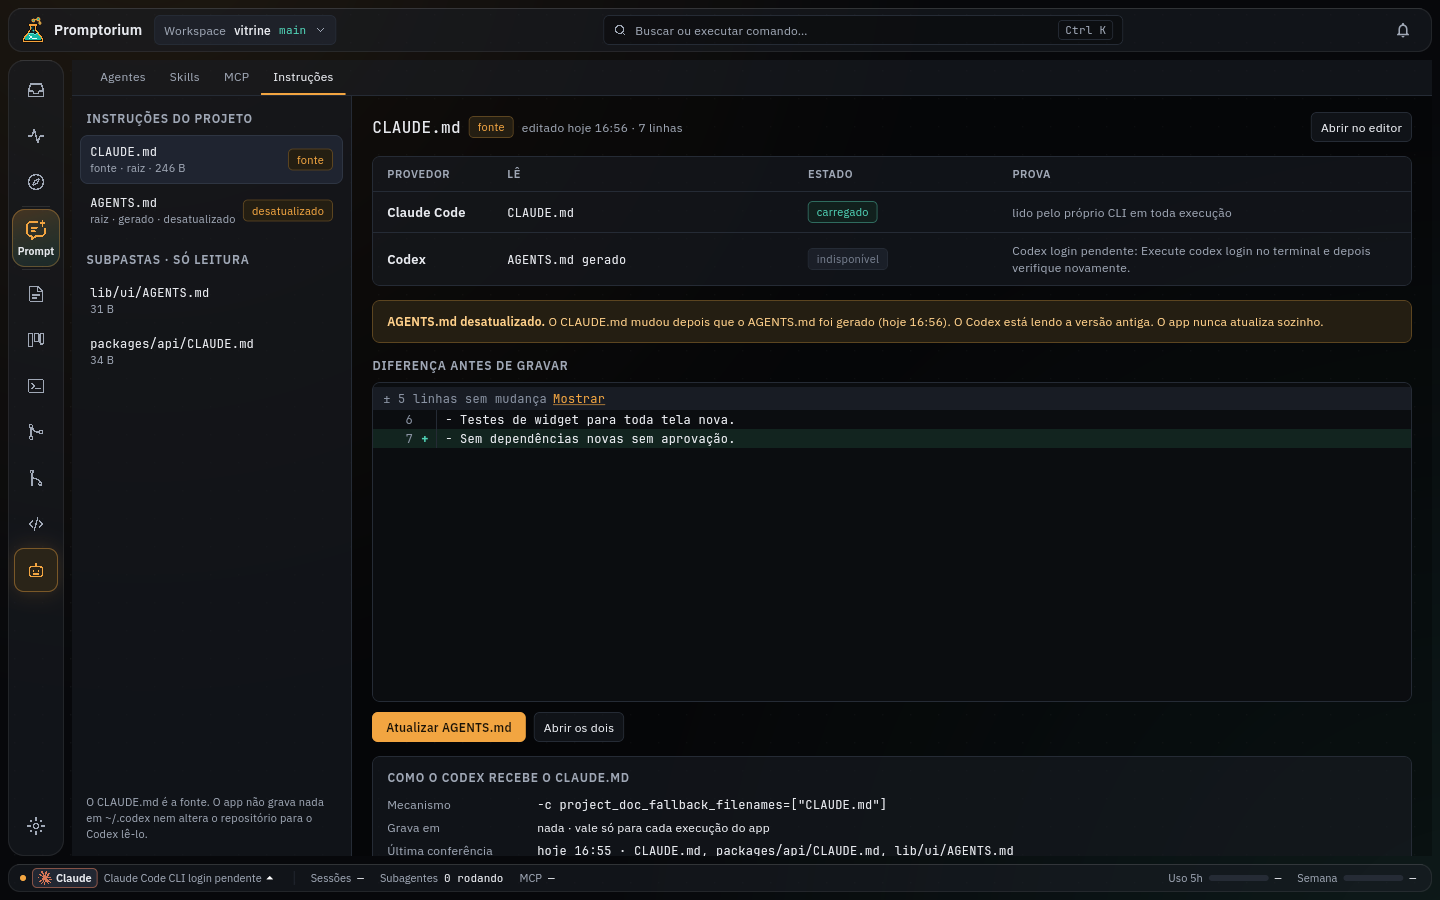 Promptorium
Workspace vitrine main
Buscar ou executar comando...
Ctrl K
Agentes
Skills
MCP
Instruções
Prompt
INSTRUÇÕES DO PROJETO
CLAUDE.md
fonte · raiz · 246 B
fonte
AGENTS.md
raiz · gerado · desatualizado
desatualizado
SUBPASTAS · SÓ LEITURA
lib/ui/AGENTS.md
31 B
packages/api/CLAUDE.md
34 B
O CLAUDE.md é a fonte. O app não grava nada
em ~/.codex nem altera o repositório para o
Codex lê-lo.
CLAUDE.md fonte editado hoje 16:56 · 7 linhas
Abrir no editor
PROVEDOR LÊ ESTADO PROVA
Claude Code CLAUDE.md carregado lido pelo próprio CLI em toda execução
Codex AGENTS.md gerado indisponível Codex login pendente: Execute codex login no terminal e depois
verifique novamente.
AGENTS.md desatualizado. O CLAUDE.md mudou depois que o AGENTS.md foi gerado (hoje 16:56). O Codex está lendo a versão antiga. O app nunca atualiza sozinho.
DIFERENÇA ANTES DE GRAVAR
± 5 linhas sem mudança Mostrar
6 - Testes de widget para toda tela nova.
7 + - Sem dependências novas sem aprovação.
Atualizar AGENTS.md
Abrir os dois
COMO O CODEX RECEBE O CLAUDE.MD
Mecanismo -c project_doc_fallback_filenames=["CLAUDE.md"]
Grava em nada · vale só para cada execução do app
Última conferência hoje 16:55 · CLAUDE.md, packages/api/CLAUDE.md, lib/ui/AGENTS.md
Claude Claude Code CLI login pendente
Sessões —
Subagentes 0 rodando
MCP —
Uso 5h —
Semana —